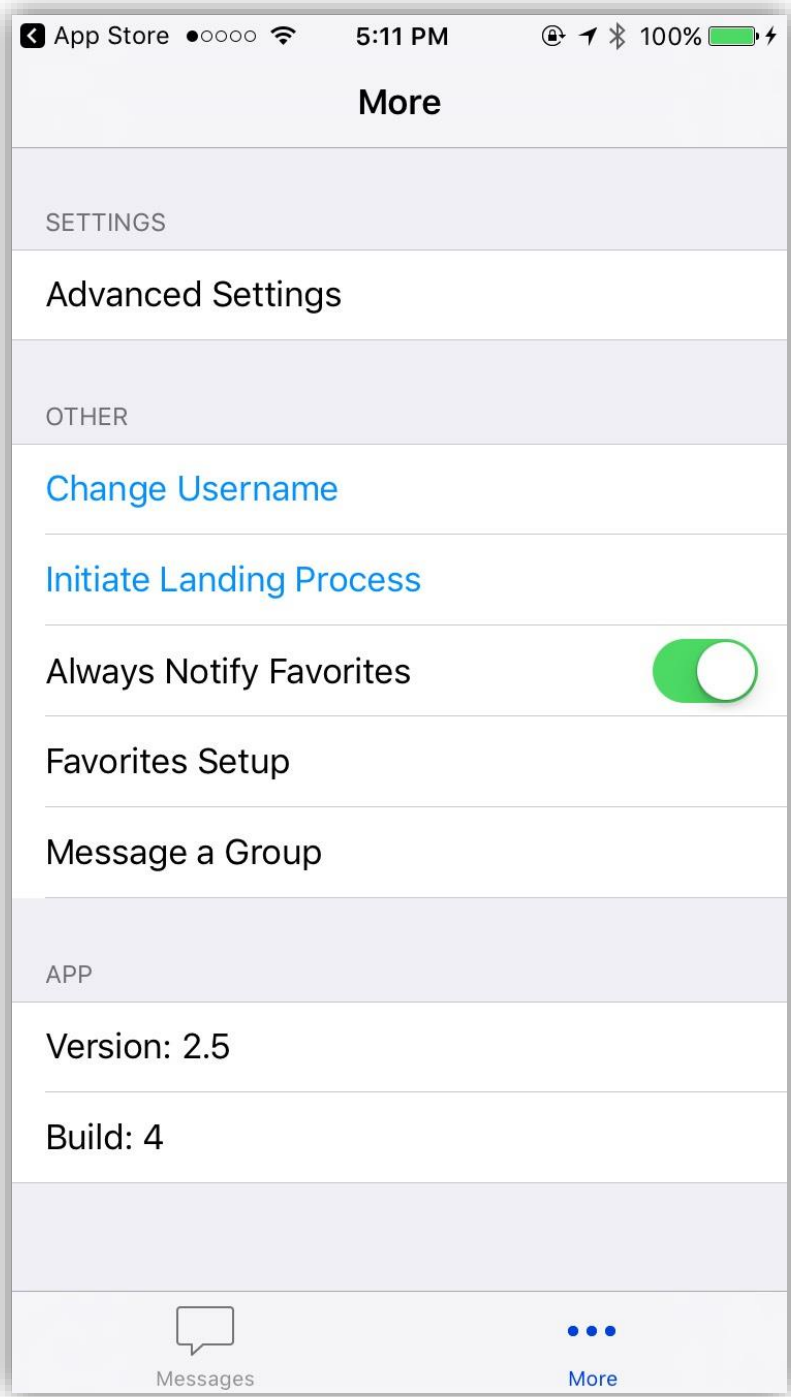 App Store 5:11 PM 100%
More
SETTINGS
Advanced Settings
OTHER
Change Username
Initiate Landing Process
Always Notify Favorites
Favorites Setup
Message a Group
APP
Version: 2.5
Build: 4
Messages More